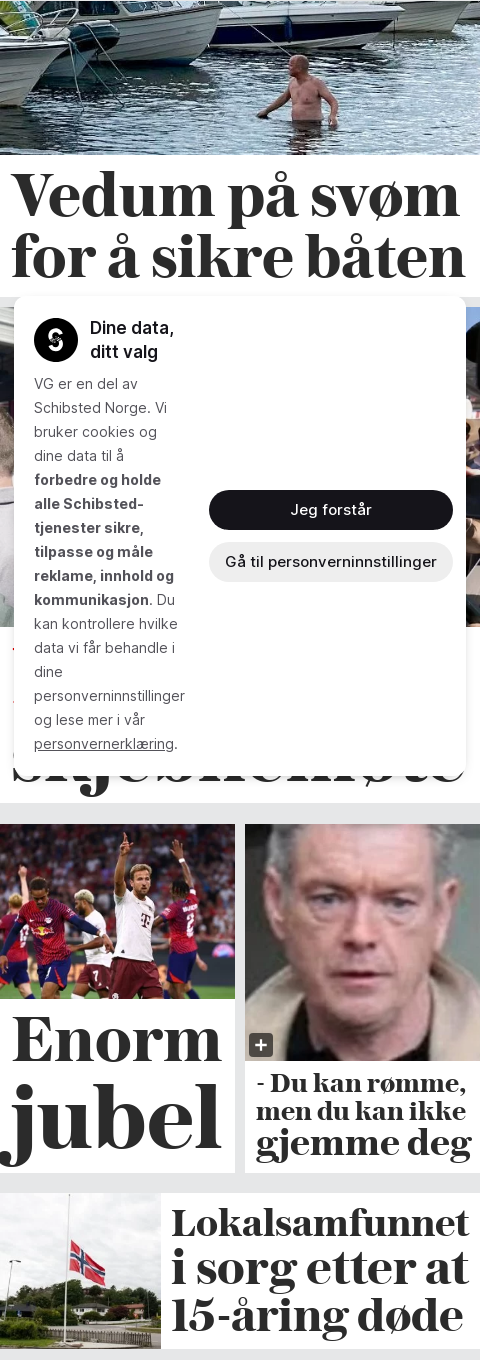 Vedum på svøm
for å sikre båten
Dine data,
ditt valg
VG er en del av
Schibsted Norge. Vi
bruker cookies og
dine data til å
forbedre og holde
alle Schibsted-
tjenester sikre,
tilpasse og måle
reklame, innhold og
kommunikasjon. Du
kan kontrollere hvilke
data vi får behandle i
dine
personverninnstillinger
og lese mer i vår
personvernerklæring.
Jeg forstår
Gå til personverninnstillinger
skjebnemøte
Enorm
jubel
- Du kan rømme,
men du kan ikke
gjemme deg
Lokalsamfunnet
i sorg etter at
15-åring døde